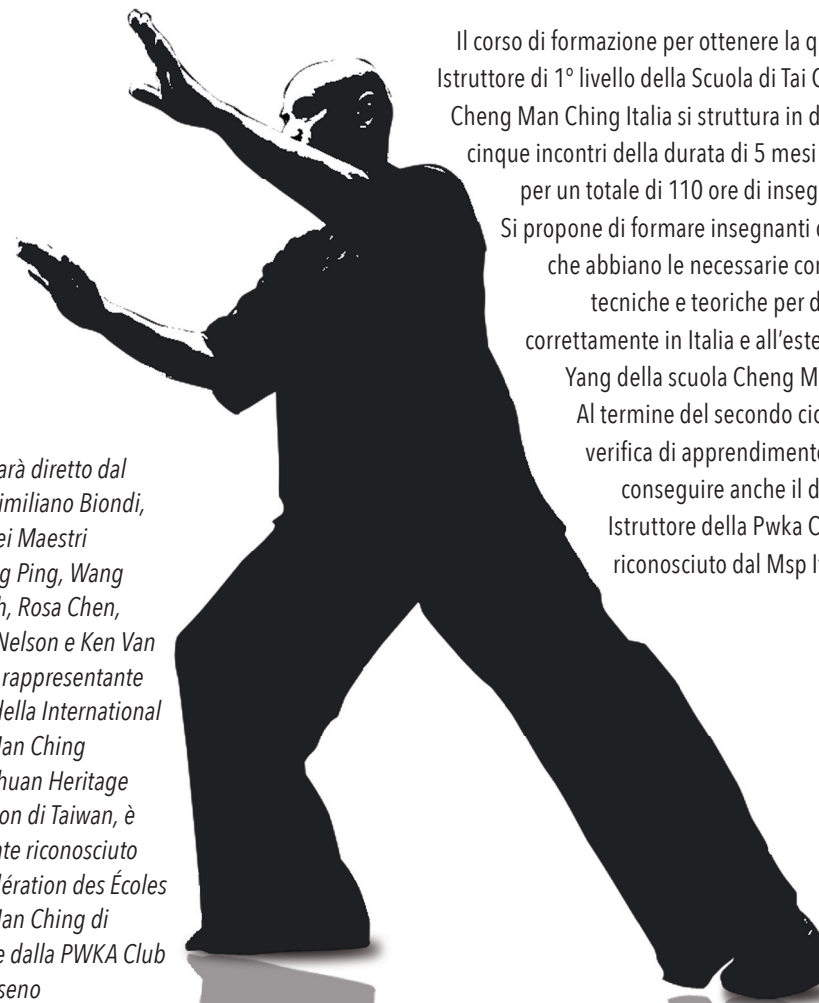 Il corso di formazione per ottenere la q
Istruttore di 1° livello della Scuola di Tai C
Cheng Man Ching Italia si struttura in d
cinque incontri della durata di 5 mesi
per un totale di 110 ore di inseg
Si propone di formare insegnanti
che abbiano le necessarie co
tecniche e teoriche per d
correttamente in Italia e all'este
Yang della scuola Cheng M
Al termine del secondo cic
verifica di apprendimento
conseguire anche il d
Istruttore della Pwka C
riconosciuto dal Msp It
arà diretto dal
similiano Biondi,
ei Maestri
g Ping, Wang
h, Rosa Chen,
Nelson e Ken Van
rappresentante
della International
Man Ching
huan Heritage
on di Taiwan, è
te riconosciuto
dération des Écoles
Man Ching di
e dalla PWKA Club
seno